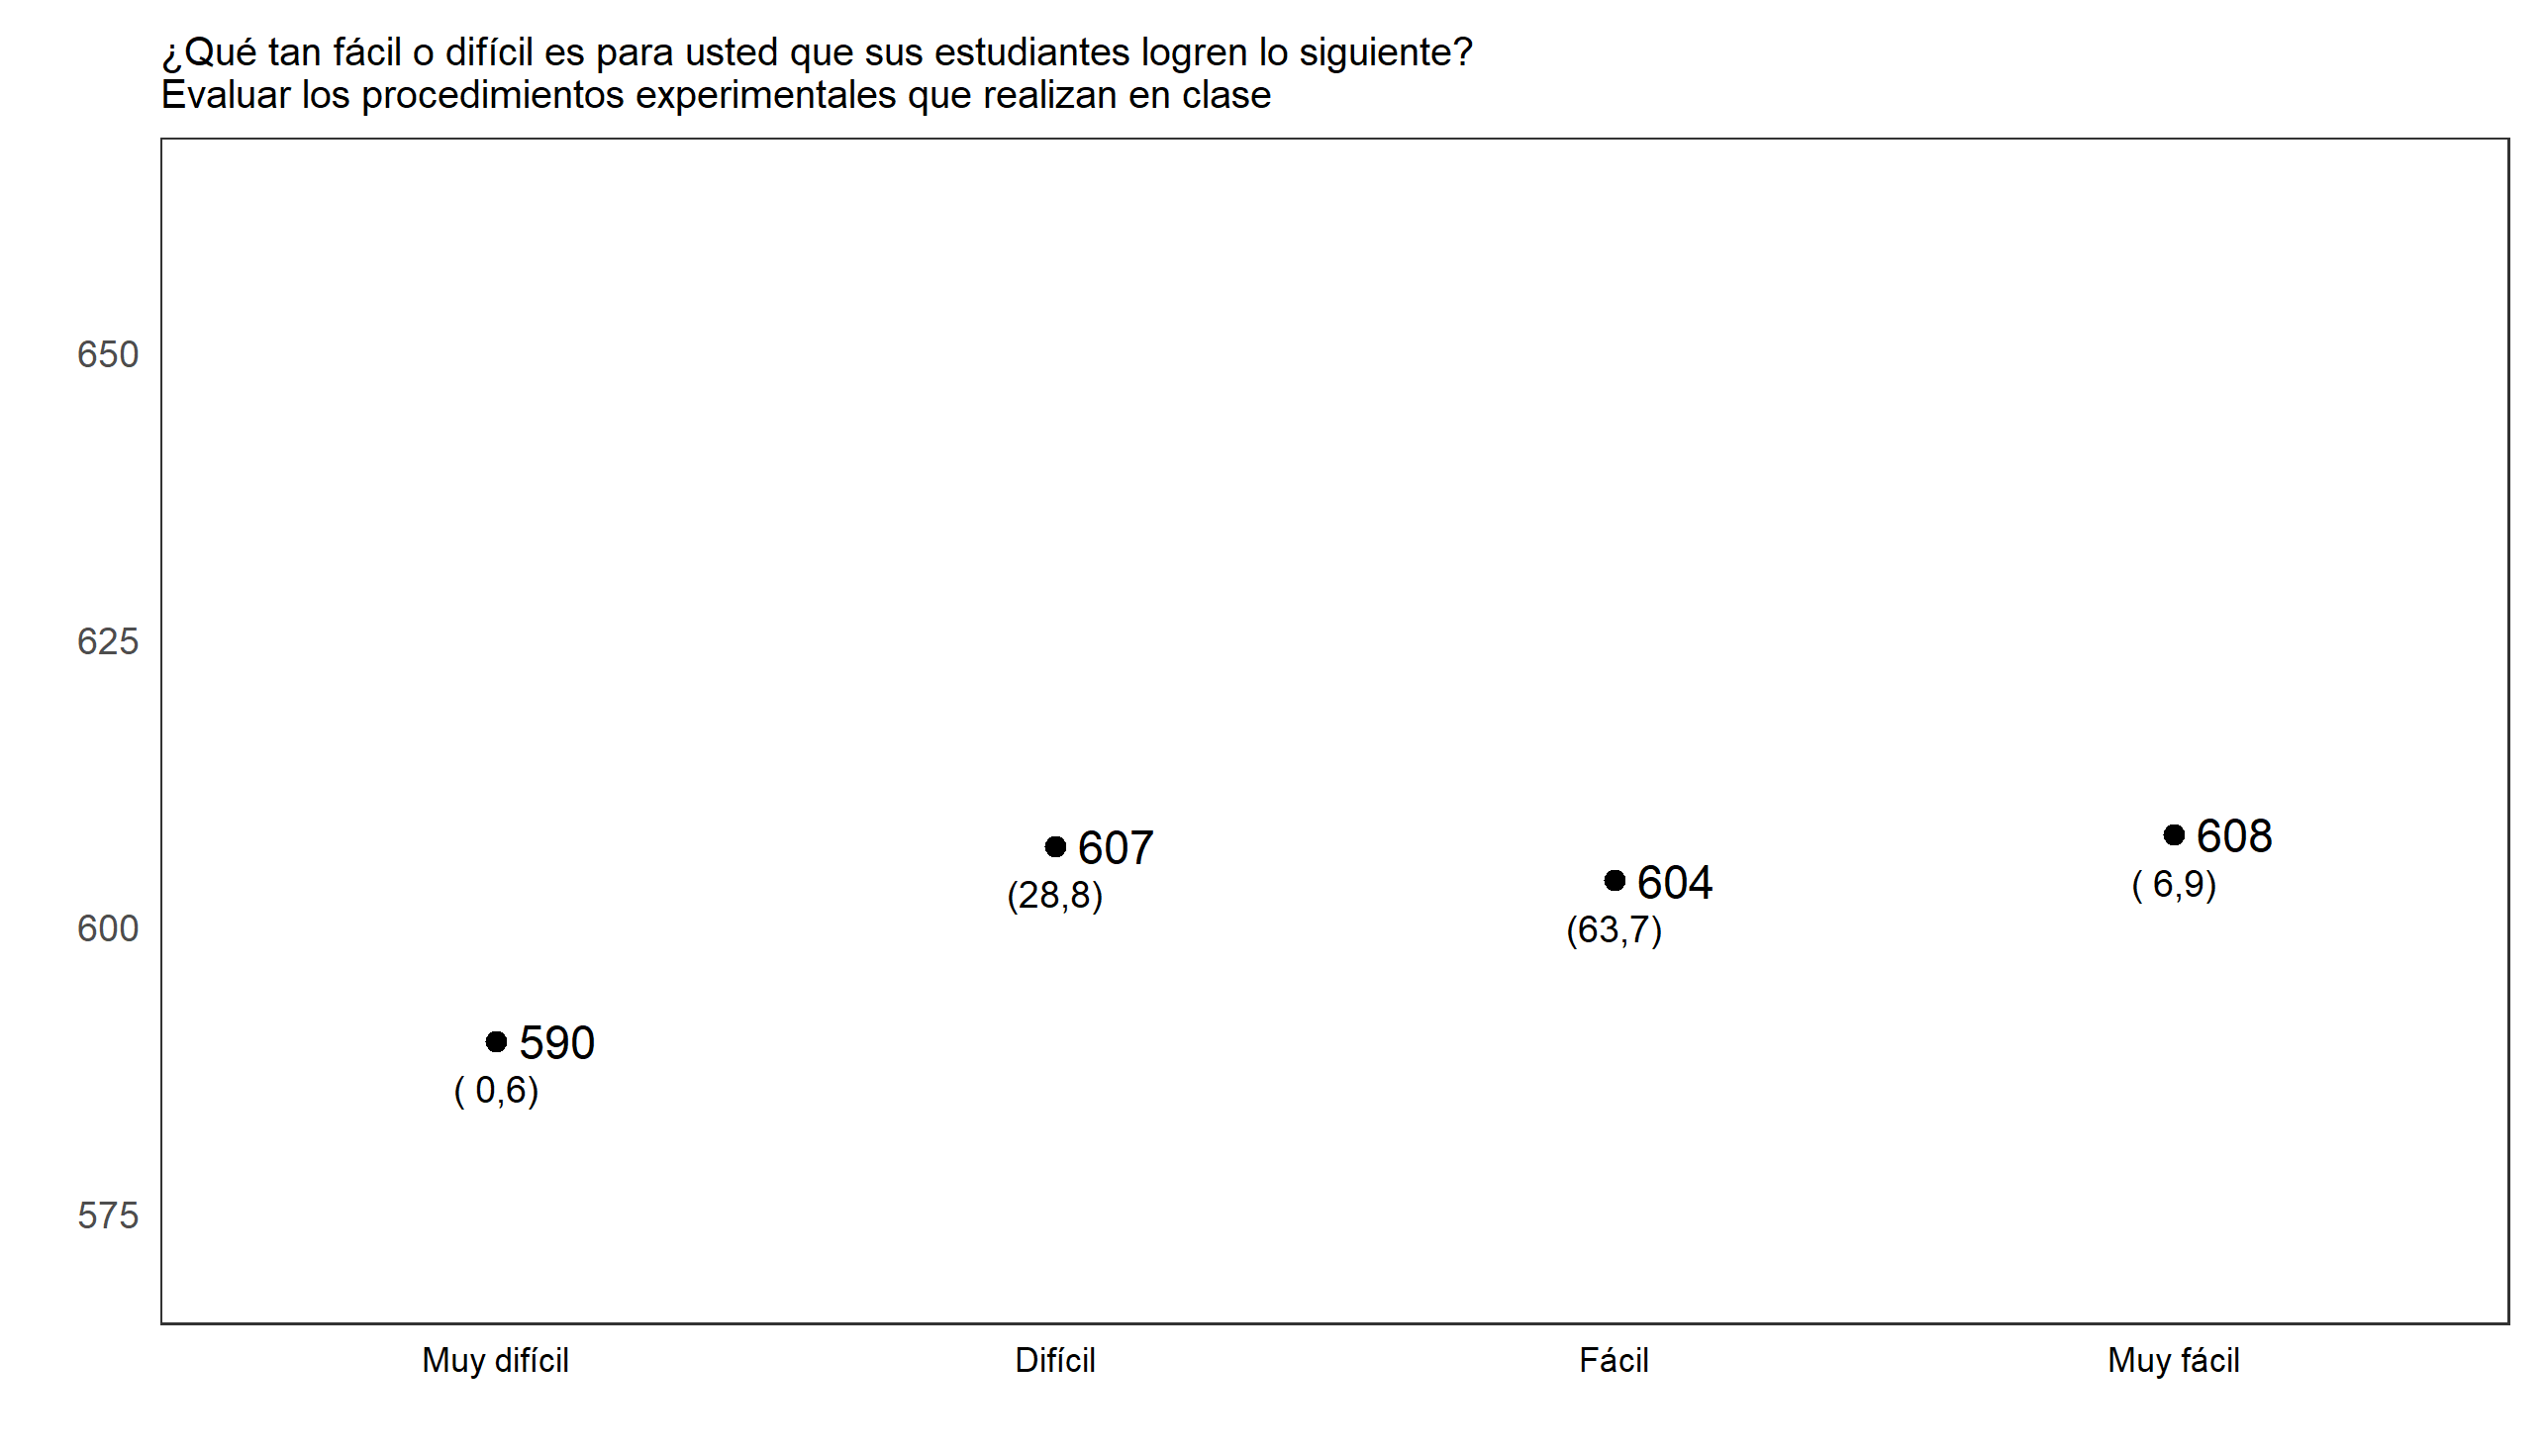 ¿Qué tan fácil o difícil es para usted que sus estudiantes logren lo siguiente?
Evaluar los procedimientos experimentales que realizan en clase
650
625
600
575
590
( 0,6)
607
(28,8)
604
(63,7)
608
( 6,9)
Muy difícil
Difícil
Fácil
Muy fácil